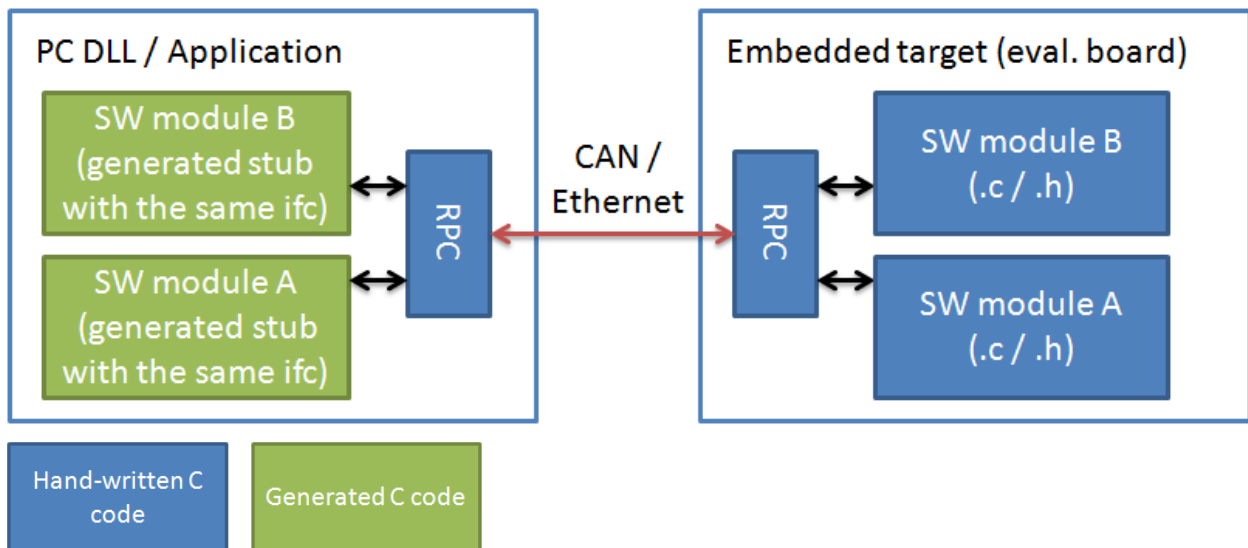 PC DLL / Application
SW module B
(generated stub
with the same ifc)
SW module A
(generated stub
with the same ifc)
RPC
CAN /
Ethernet
Embedded target (eval. board)
RPC
SW module B
(.c / .h)
SW module A
(.c / .h)
Hand-written C
code
Generated C code